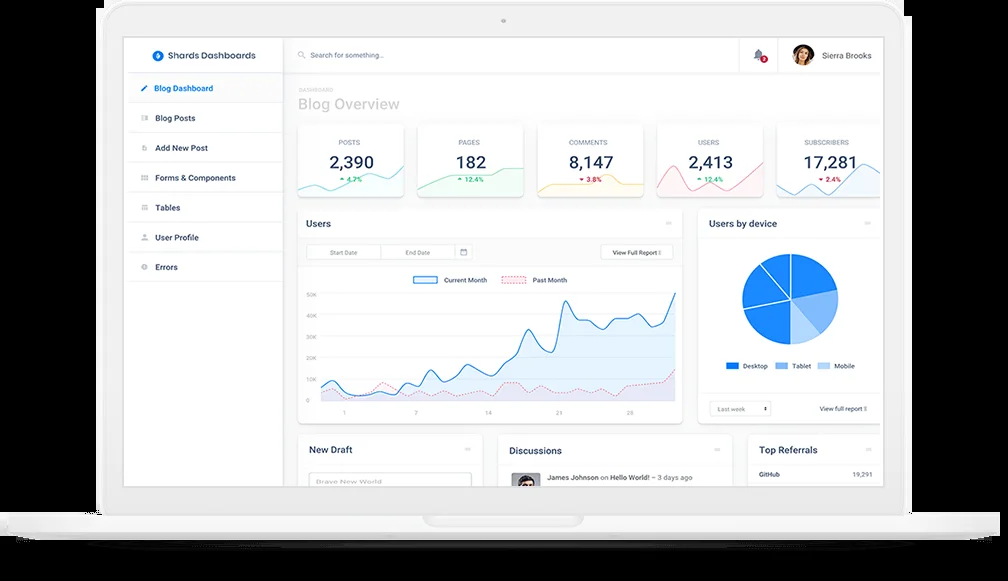 Shards Dashboards
Search for something...
3
Sierra Brooks
Blog Dashboard
Blog Posts
Add New Post
Forms & Components
Tables
User Profile
Errors
DASHBOARD
Blog Overview
POSTS
2,390
4.7%
PAGES
182
12.4%
COMMENTS
8,147
3.8%
USERS
2,413
12.4%
SUBSCRIBERS
17,281
2.4%
Users
Start Date
End Date
View Full Report
Current Month
Past Month
50K
40K
30K
20K
10K
0
1
7
14
21
28
Users by device
Desktop
Tablet
Mobile
Last week
View full report
New Draft
Brave New World
Discussions
James Johnson on Hello World! – 3 days ago
Top Referrals
GitHub
19,291